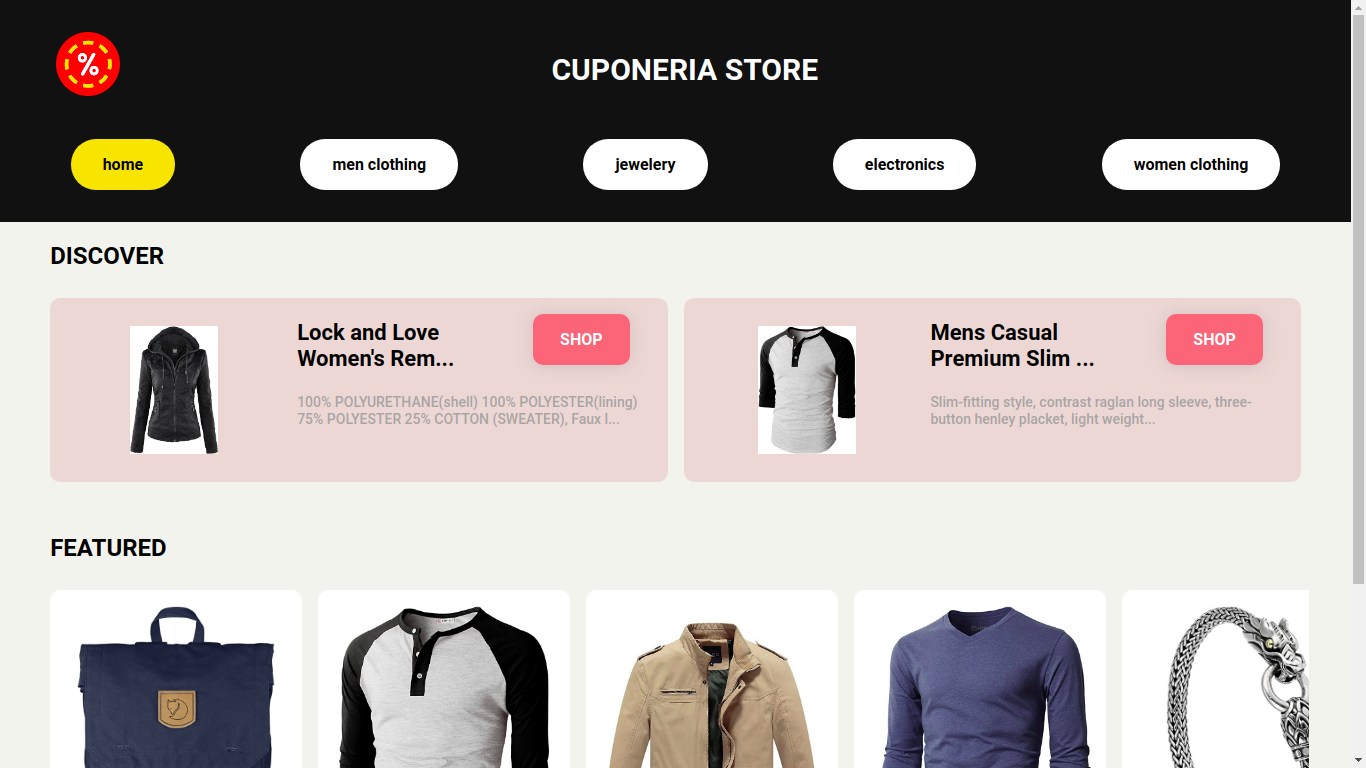 %
CUPONERIA STORE
home
men clothing
jewelery
electronics
women clothing
DISCOVER
Lock and Love
Women's Rem...
SHOP
100% POLYURETHANE(shell) 100% POLYESTER(lining)
75% POLYESTER 25% COTTON (SWEATER), Faux l...
Mens Casual
Premium Slim ...
SHOP
Slim-fitting style, contrast raglan long sleeve, three-
button henley placket, light weight...
FEATURED